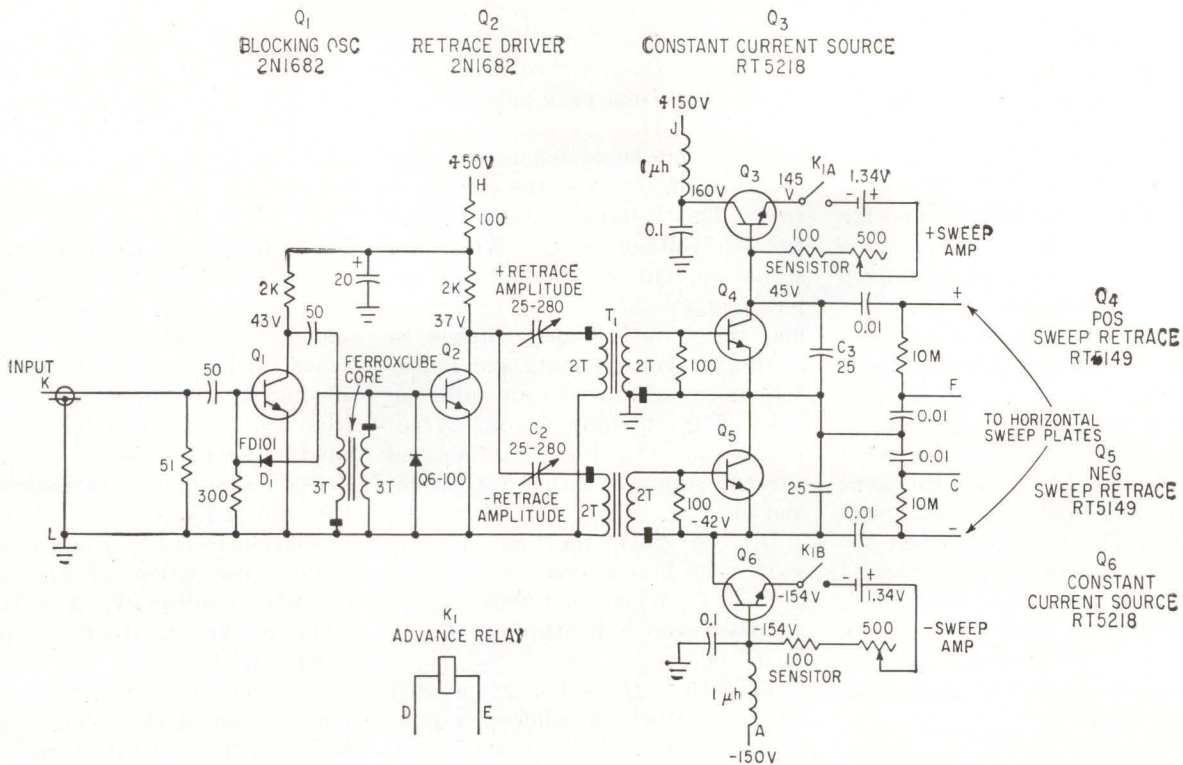 Q1
BLOCKING OSC
2N1682
Q2
RETRACE DRIVER
2N1682
Q3
CONSTANT CURRENT SOURCE
RT5218
+150V
J
1 μh
160V
Q3
145
V
K1A
1.34V
- +
0.1
100
SENSISTOR
500
+SWEEP
AMP
+50V
H
100
+
20
2K
2K
43V
50
37V
+RETRACE
AMPLITUDE
25-280
T1
2T
2T
100
Q4
45V
0.01
+
C3
25
10M
F
0.01
Q4
POS
SWEEP RETRACE
RT5149
INPUT
K
50
Q1
FERROXCUBE
CORE
Q2
51
300
FD101
D1
3T
3T
Q6-100
C2
25-280
-RETRACE
AMPLITUDE
2T
2T
100
Q5
-42V
25
0.01
0.01
C
10M
-
TO HORIZONTAL
SWEEP PLATES
Q5
NEG
SWEEP RETRACE
RT5149
L
Q6
K1B
-154V
- +
1.34V
0.1
-154V
100
SENSITOR
500
-SWEEP
AMP
1 μh
A
-150V
Q6
CONSTANT
CURRENT SOURCE
RT5218
K1
ADVANCE RELAY
D
E